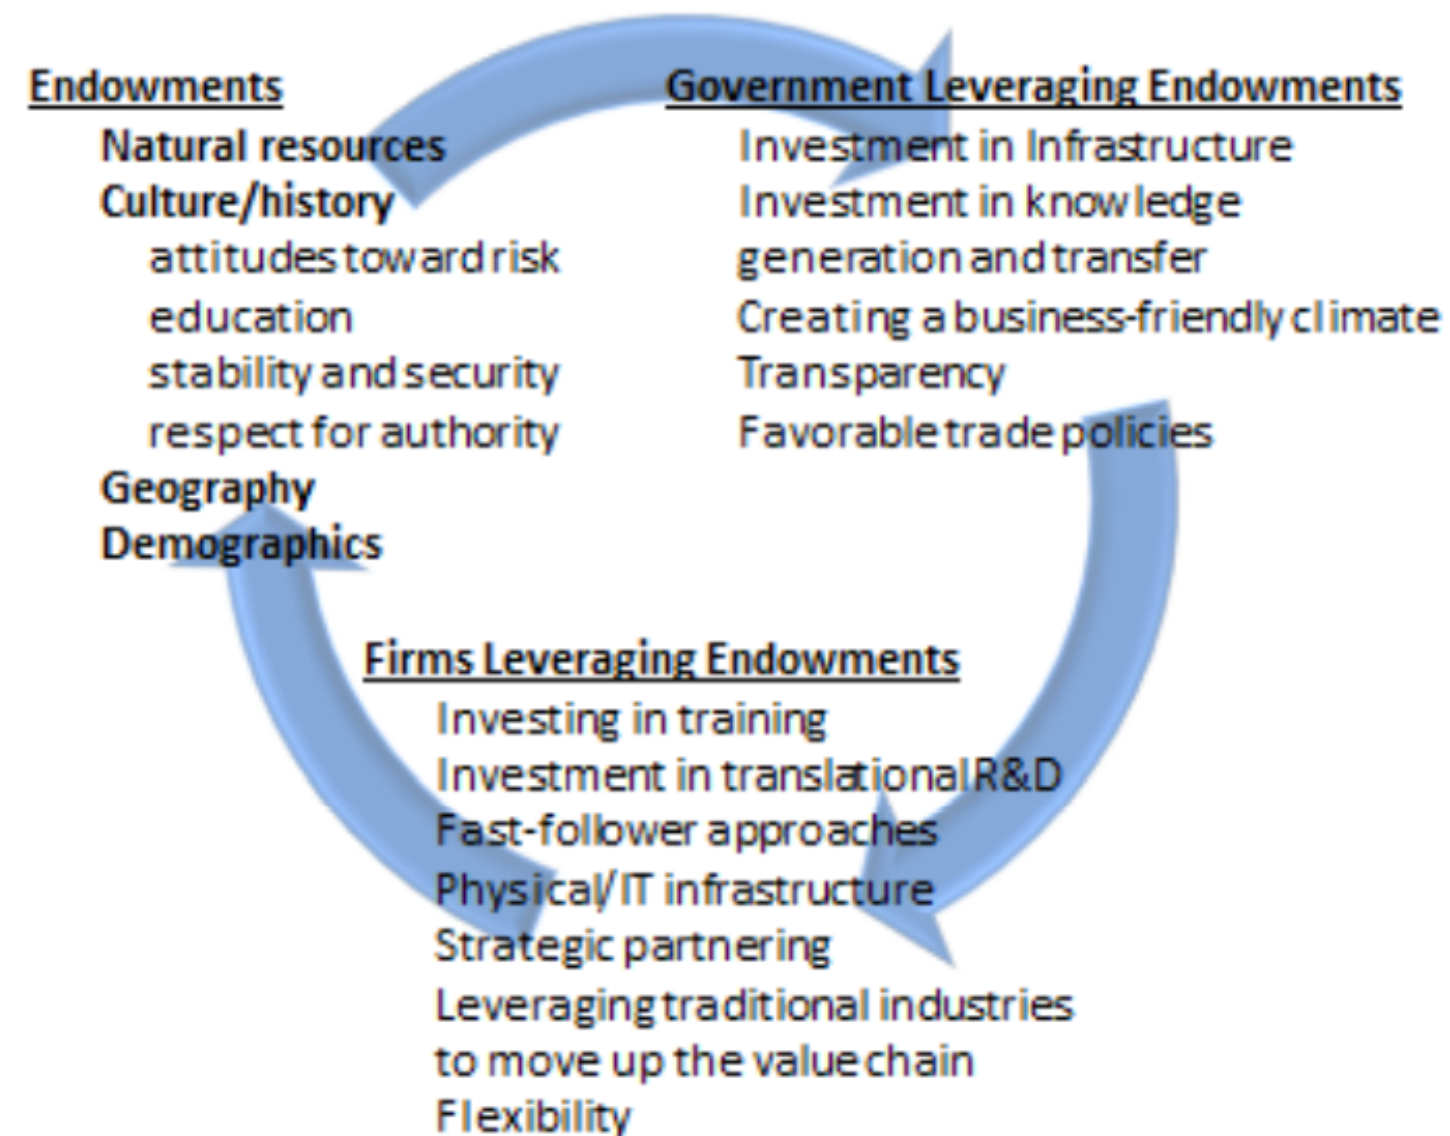 Endowments
Natural resources
Culture/history
attitudes toward risk
education
stability and security
respect for authority
Geography
Demographics
Government Leveraging Endowments
Investment in Infrastructure
Investment in knowledge
generation and transfer
Creating a business-friendly climate
Transparency
Favorable trade policies
Firms Leveraging Endowments
Investing in training
Investment in translational R&D
Fast-follower approaches
Physical/IT infrastructure
Strategic partnering
Leveraging traditional industries
to move up the value chain
Flexibility